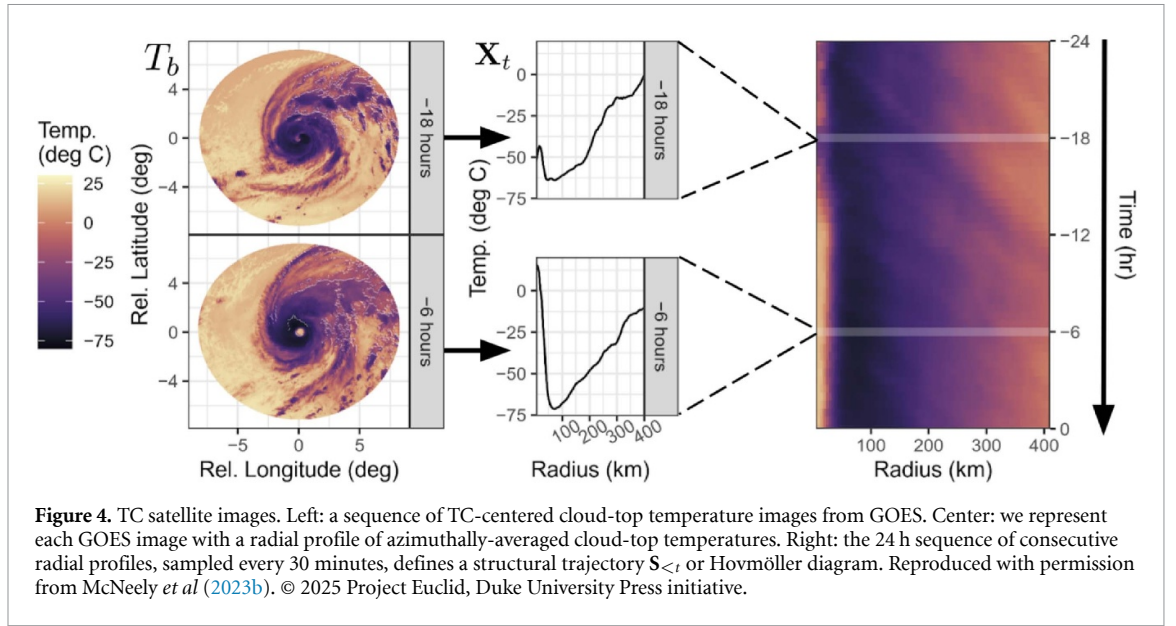 T_b
X_t
Temp.
(deg C)
25
0
−25
−50
−75
Rel. Latitude (deg)
4
0
−4
−18 hours
4
0
−4
−6 hours
−5
0
5
Rel. Longitude (deg)
Temp. (deg C)
0
−25
−50
−75
−18 hours
0
−25
−50
−75
−6 hours
100
200
300
400
Radius (km)
100
200
300
400
Radius (km)
−24
−18
−12
−6
0
Time (hr)
Figure 4. TC satellite images. Left: a sequence of TC-centered cloud-top temperature images from GOES. Center: we represent
each GOES image with a radial profile of azimuthally-averaged cloud-top temperatures. Right: the 24 h sequence of consecutive
radial profiles, sampled every 30 minutes, defines a structural trajectory S<t or Hovmöller diagram. Reproduced with permission
from McNeely et al (2023b). © 2025 Project Euclid, Duke University Press initiative.